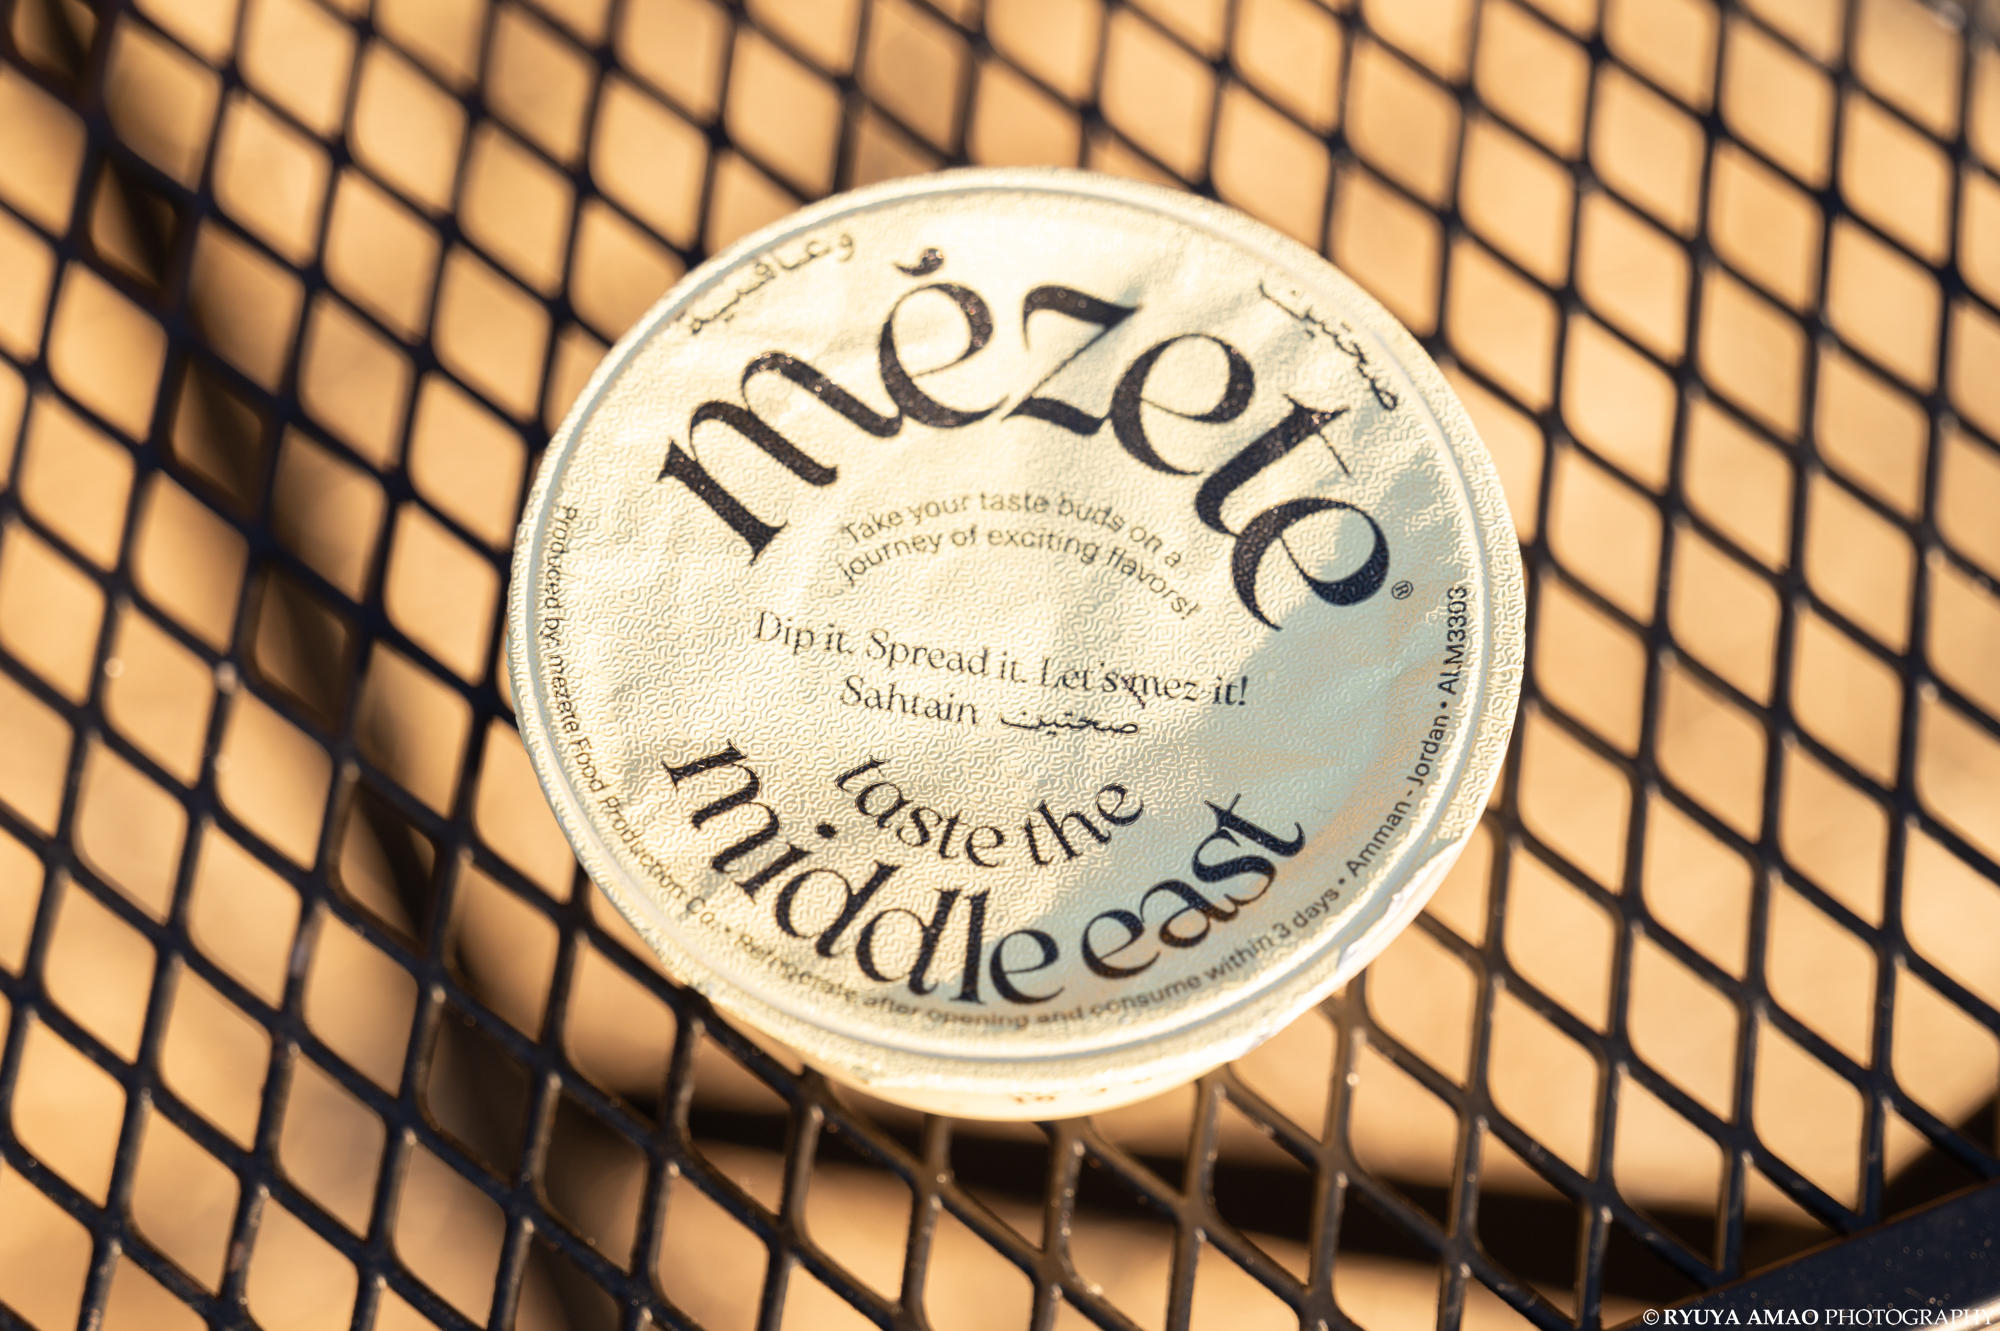 صحتين
وعافية
mézete®
Take your taste buds on a
journey of exciting flavors!
Dip it. Spread it. Let's mez-it!
Sahtain صحتين
taste the
middle east
Produced by: mezete Food Production Co. • Refrigerate after opening and consume within 3 days • Amman - Jordan • ALM3303
© RYUYA AMAO PHOTOGRAPHY